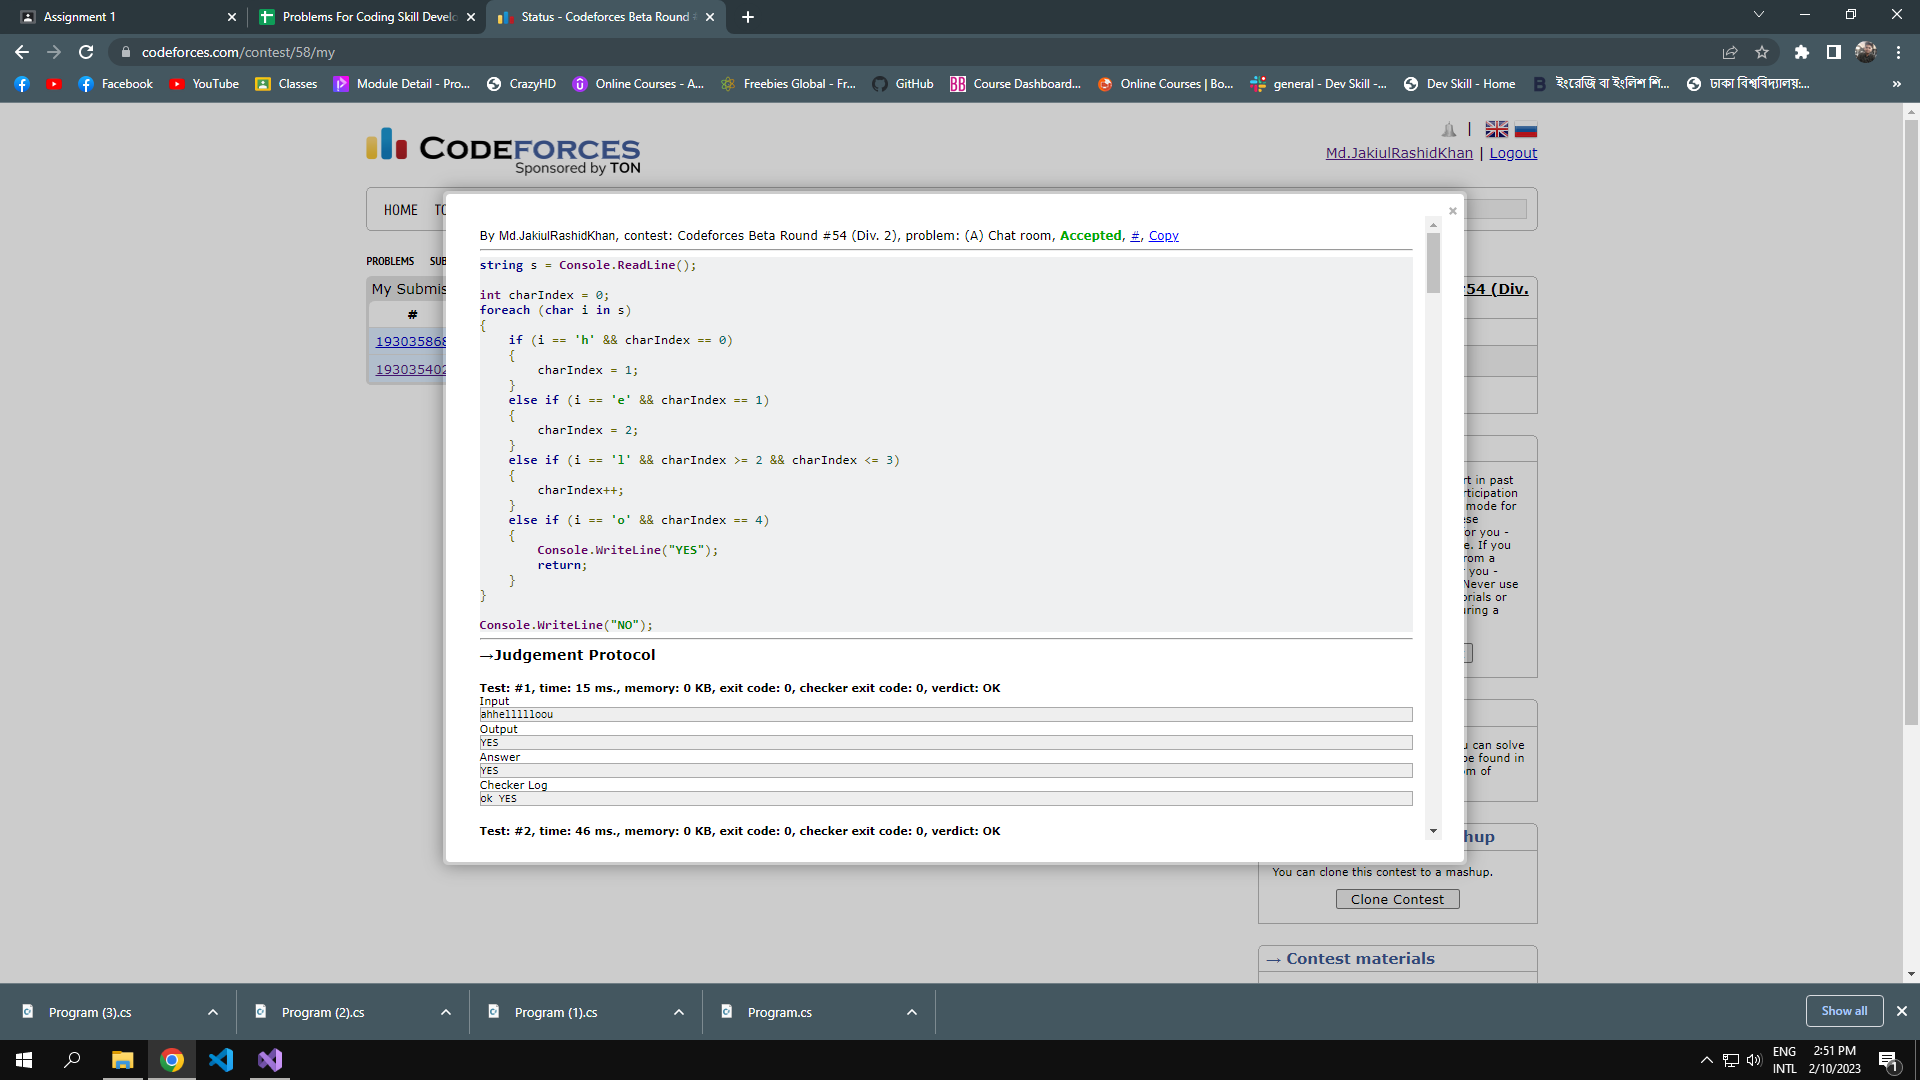 Assignment 1
Problems For Coding Skill Develo
Status - Codeforces Beta Round #
codeforces.com/contest/58/my
Facebook
YouTube
Classes
Module Detail - Pro...
CrazyHD
Online Courses - A...
Freebies Global - Fr...
GitHub
Course Dashboard...
Online Courses | Bo...
general - Dev Skill -...
Dev Skill - Home
ইংরেজি বা ইংলিশ শি...
ঢাকা বিশ্ববিদ্যালয়:...
»
CODEFORCES
Sponsored by TON
|
Md.JakiulRashidKhan | Logout
HOME TO
PROBLEMS SUB
My Submis
#
193035868
193035402
By Md.JakiulRashidKhan, contest: Codeforces Beta Round #54 (Div. 2), problem: (A) Chat room, Accepted, #, Copy
string s = Console.ReadLine();
int charIndex = 0;
foreach (char i in s)
{
if (i == 'h' && charIndex == 0)
{
charIndex = 1;
}
else if (i == 'e' && charIndex == 1)
{
charIndex = 2;
}
else if (i == 'l' && charIndex >= 2 && charIndex <= 3)
{
charIndex++;
}
else if (i == 'o' && charIndex == 4)
{
Console.WriteLine("YES");
return;
}
}
Console.WriteLine("NO");
→Judgement Protocol
Test: #1, time: 15 ms., memory: 0 KB, exit code: 0, checker exit code: 0, verdict: OK
Input
ahhellllloou
Output
YES
Answer
YES
Checker Log
ok YES
Test: #2, time: 46 ms., memory: 0 KB, exit code: 0, checker exit code: 0, verdict: OK
#54 (Div.
rt in past
rticipation
mode for
ese
or you -
e. If you
from a
r you -
Never use
orials or
uring a
u can solve
be found in
om of
hup
You can clone this contest to a mashup.
Clone Contest
→ Contest materials
Program (3).cs
Program (2).cs
Program (1).cs
Program.cs
Show all
ENG
INTL
2:51 PM
2/10/2023
1